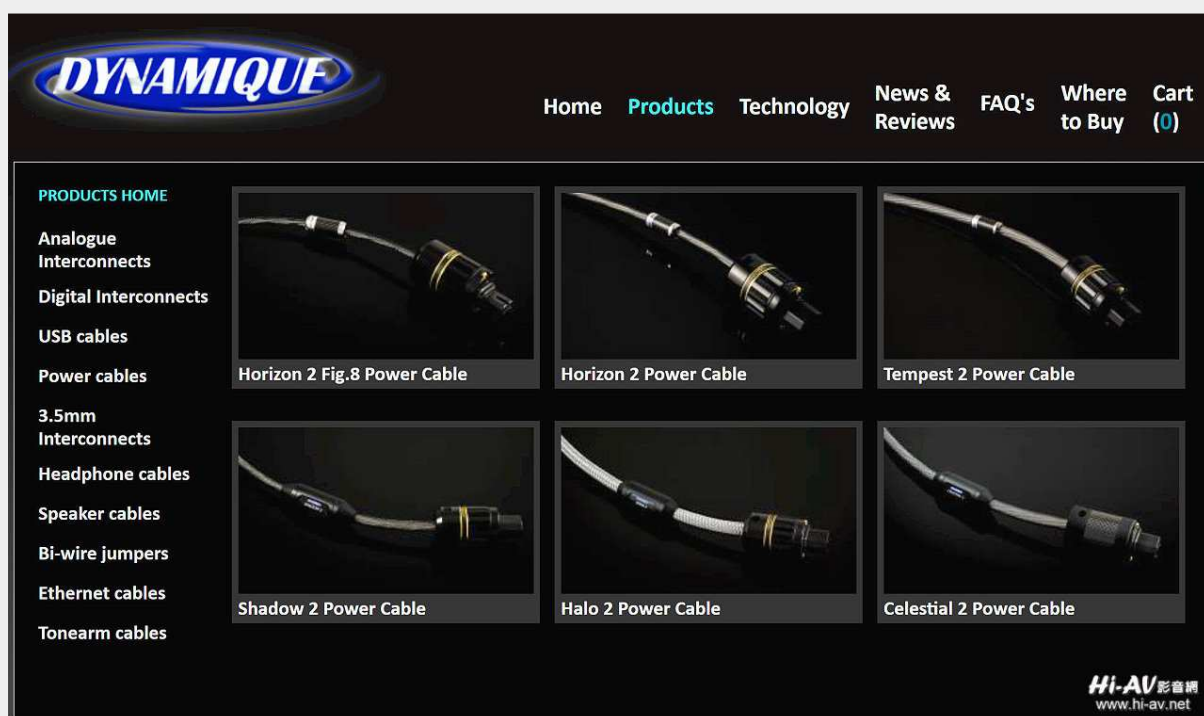 DYNAMIQUE
Home
Products
Technology
News &
Reviews
FAQ's
Where
to Buy
Cart
(0)
PRODUCTS HOME
Analogue
Interconnects
Digital Interconnects
USB cables
Power cables
3.5mm
Interconnects
Headphone cables
Speaker cables
Bi-wire jumpers
Ethernet cables
Tonearm cables
Horizon 2 Fig.8 Power Cable
Horizon 2 Power Cable
Tempest 2 Power Cable
Shadow 2 Power Cable
Halo 2 Power Cable
Celestial 2 Power Cable
Hi-AV影音網
www.hi-av.net